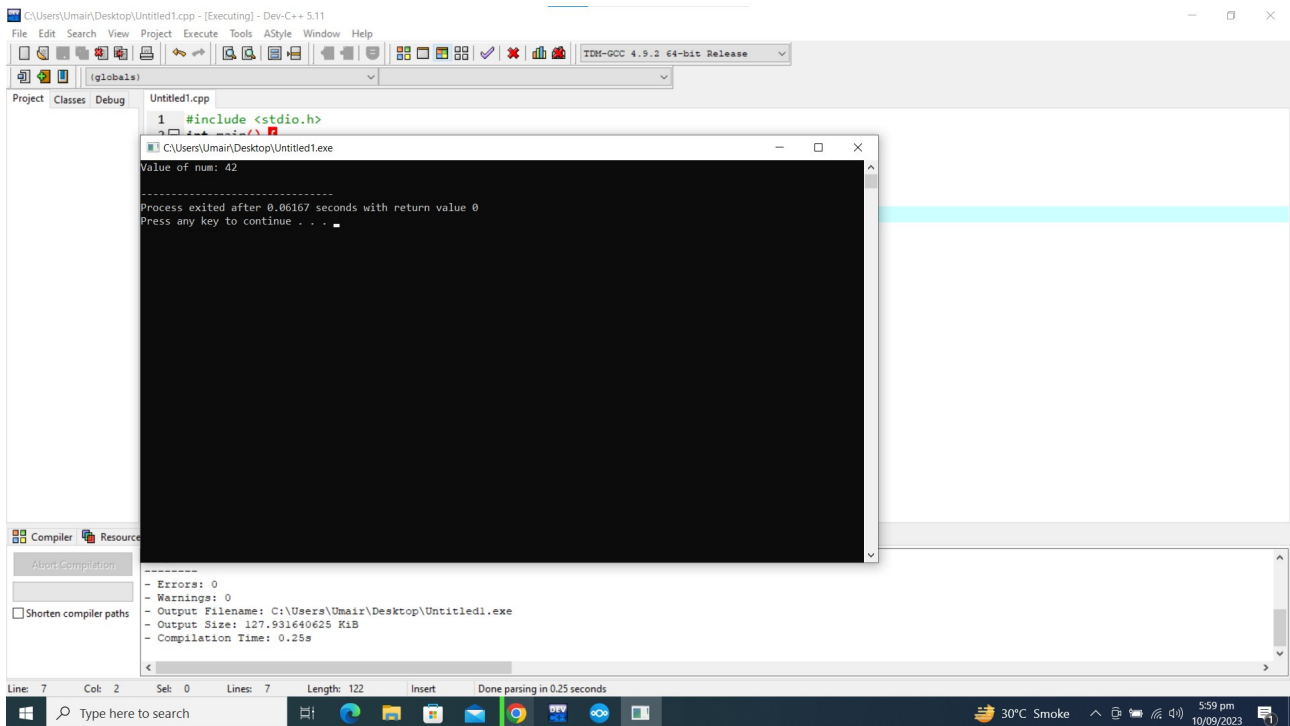 C:\Users\Umair\Desktop\Untitled1.cpp - [Executing] - Dev-C++ 5.11
File Edit Search View Project Execute Tools AStyle Window Help
TDM-GCC 4.9.2 64-bit Release
(globals)
Project Classes Debug Untitled1.cpp
1 #include <stdio.h>
2 int main() {
C:\Users\Umair\Desktop\Untitled1.exe
Value of num: 42
--------------------------------
Process exited after 0.06167 seconds with return value 0
Press any key to continue . . .
Compiler Resource
Abort Compilation
--------
- Errors: 0
- Warnings: 0
Shorten compiler paths
- Output Filename: C:\Users\Umair\Desktop\Untitled1.exe
- Output Size: 127.931640625 KiB
- Compilation Time: 0.25s
Line: 7 Col: 2 Sel: 0 Lines: 7 Length: 122 Insert Done parsing in 0.25 seconds
Type here to search
DEV
30°C Smoke
5:59 pm
10/09/2023
1